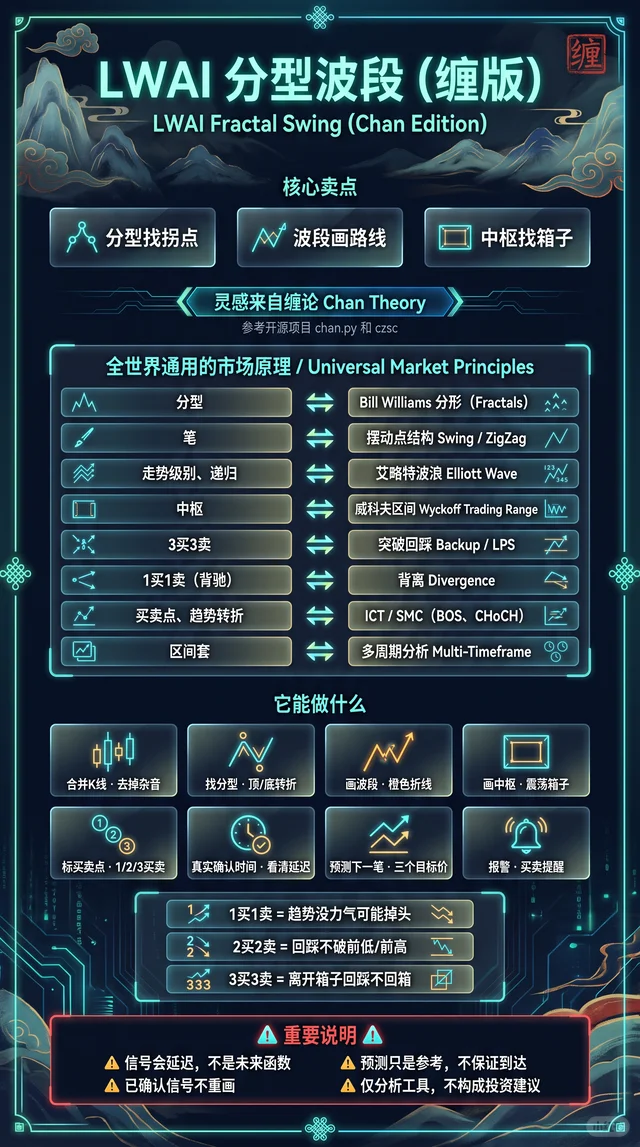 缠
LWAI 分型波段 (缠版)
LWAI Fractal Swing (Chan Edition)
核心卖点
分型找拐点
波段画路线
中枢找箱子
灵感来自缠论 Chan Theory
参考开源项目 chan.py 和 czsc
全世界通用的市场原理 / Universal Market Principles
分型
Bill Williams 分形（Fractals）
笔
摆动点结构 Swing / ZigZag
走势级别、递归
艾略特波浪 Elliott Wave
123
345
中枢
威科夫区间 Wyckoff Trading Range
3买3卖
突破回踩 Backup / LPS
1买1卖（背驰）
背离 Divergence
买卖点、趋势转折
ICT / SMC（BOS、CHoCH）
区间套
多周期分析 Multi-Timeframe
它能做什么
合并K线 · 去掉杂音
找分型 · 顶/底转折
画波段 · 橙色折线
画中枢 · 震荡箱子
1
2
3
标买卖点 · 1/2/3买卖
真实确认时间 · 看清延迟
预测下一笔 · 三个目标价
报警 · 买卖提醒
1
1买1卖 = 趋势没力气可能掉头
2
2
2买2卖 = 回踩不破前低/前高
333
3买3卖 = 离开箱子回踩不回箱
重要说明
信号会延迟，不是未来函数
预测只是参考，不保证到达
已确认信号不重画
仅分析工具，不构成投资建议